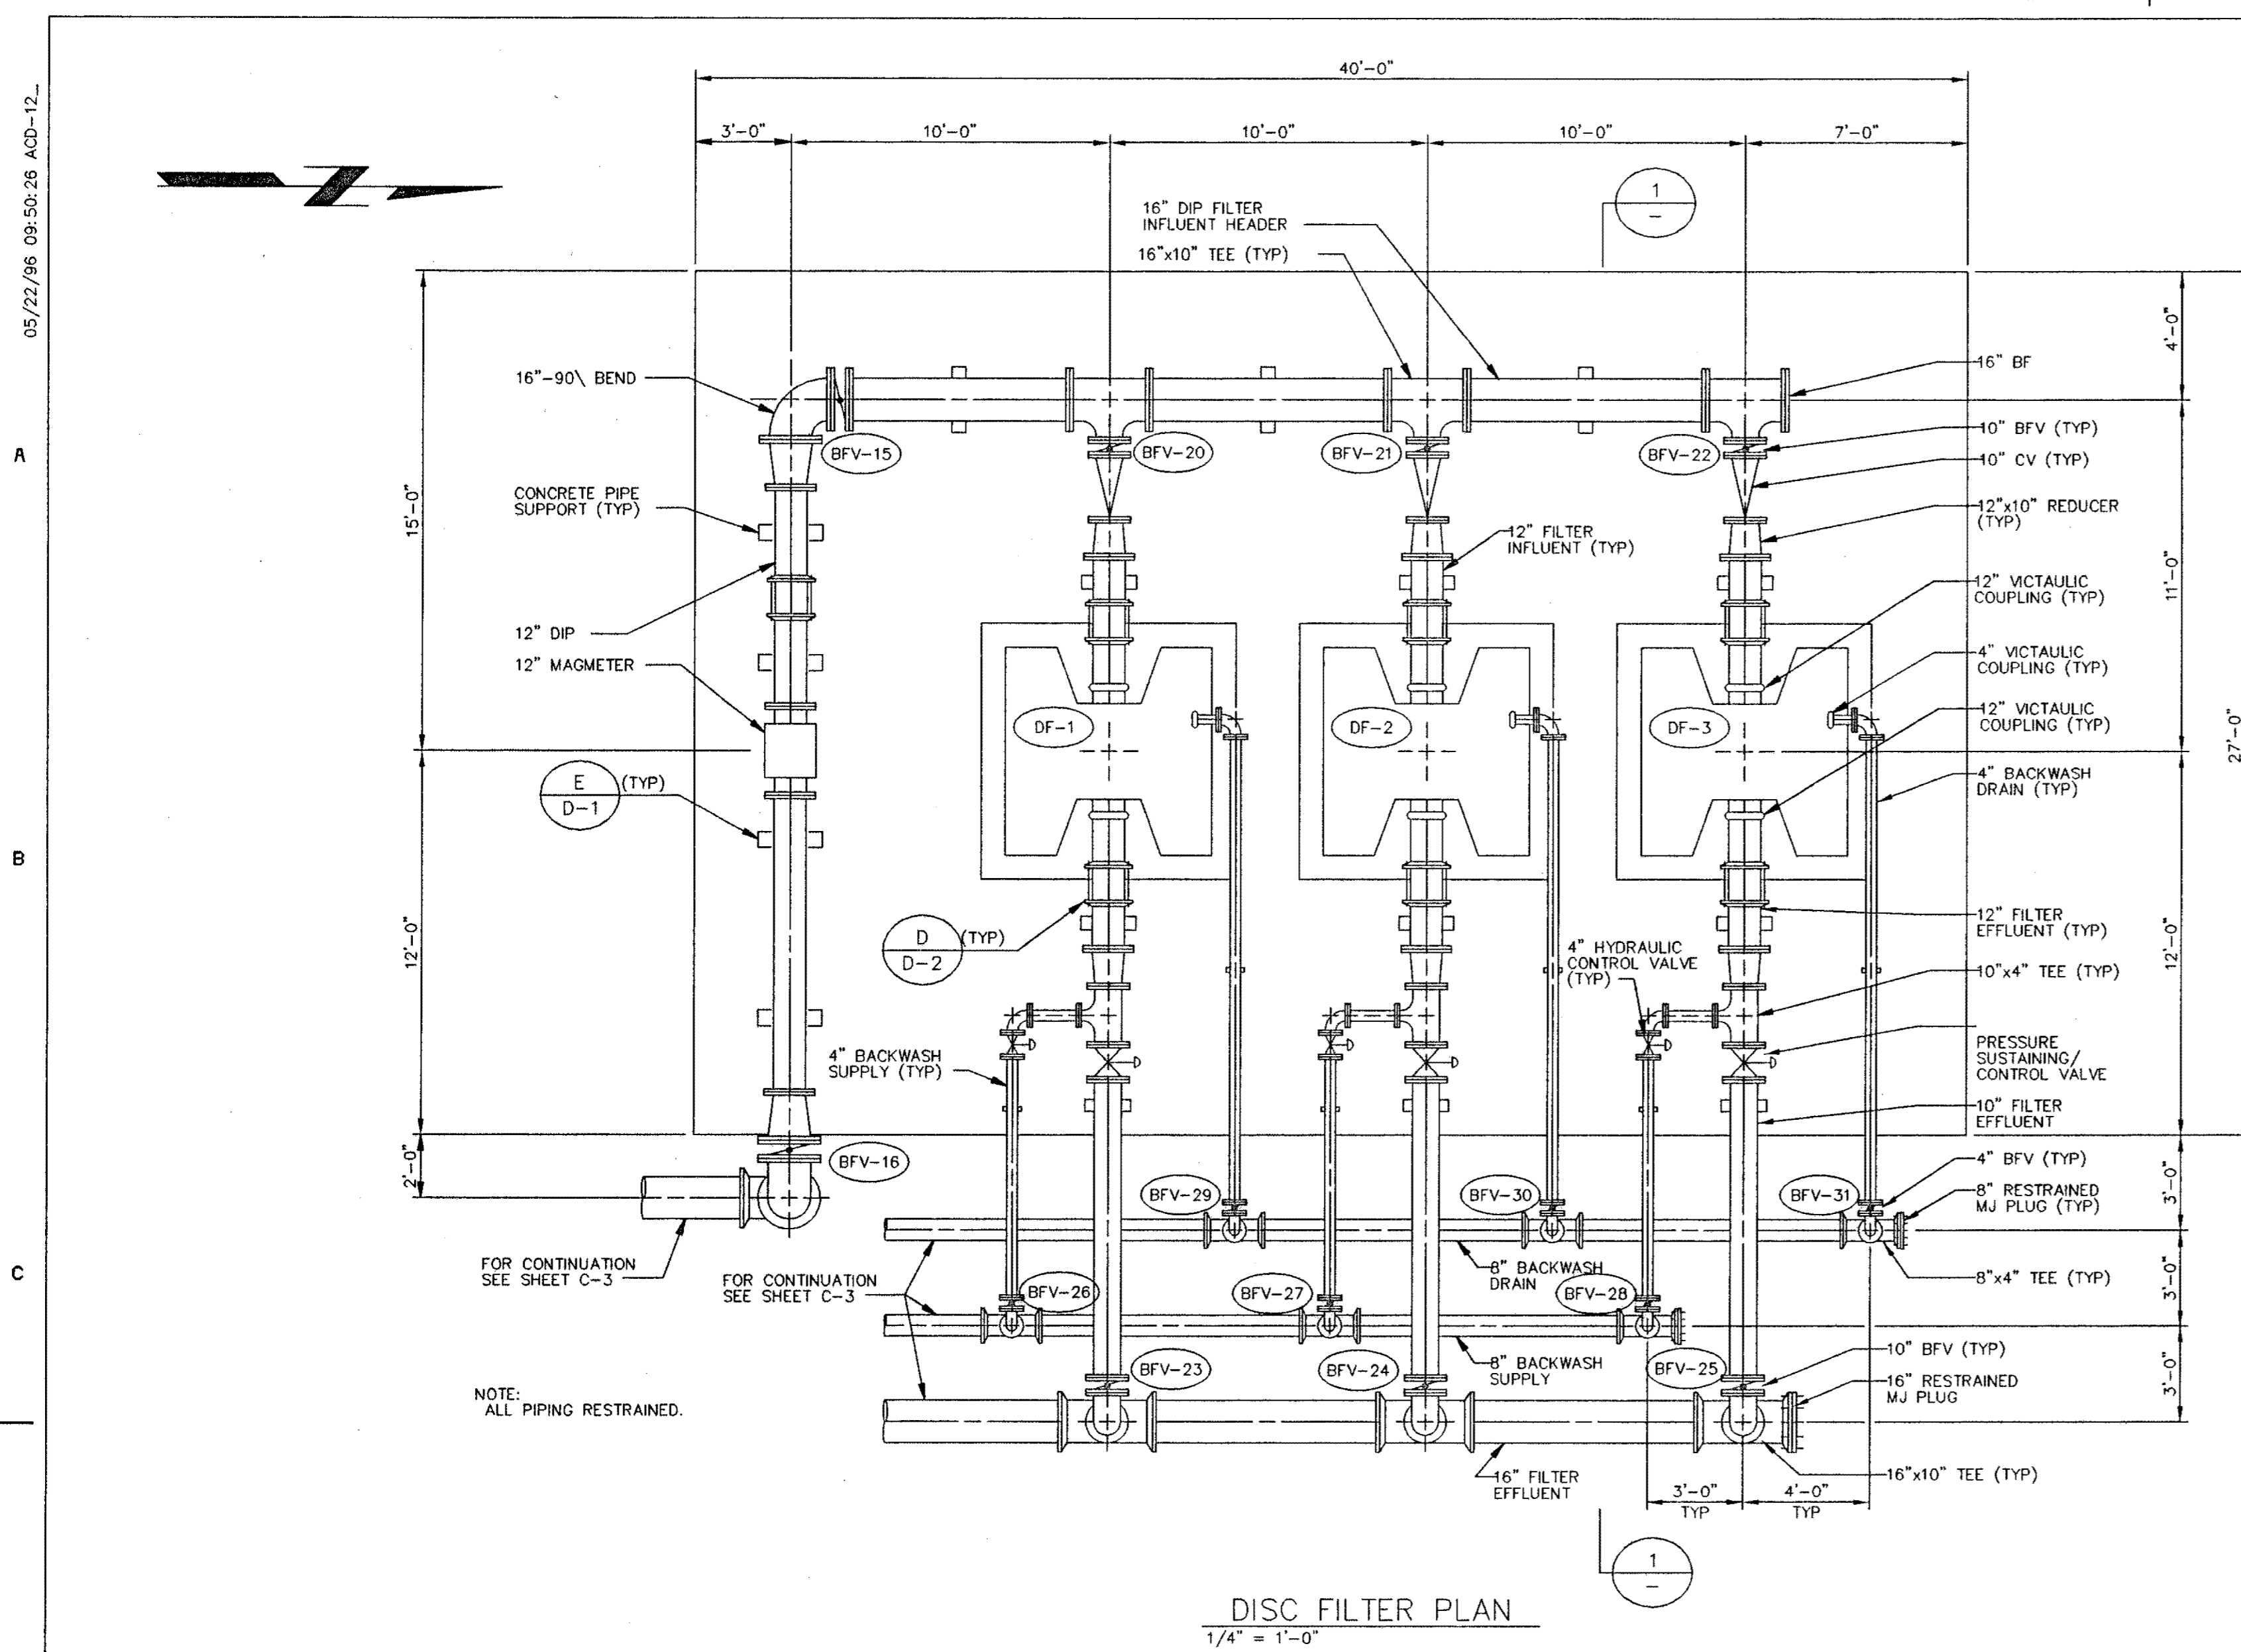 05/22/96 09:50:26 ACD-12_
40'-0"
3'-0"
10'-0"
10'-0"
10'-0"
7'-0"
Z
1
–
16" DIP FILTER
INFLUENT HEADER
16"x10" TEE (TYP)
4'-0"
16"-90\ BEND
16" BF
A
BFV-15
BFV-20
BFV-21
BFV-22
10" BFV (TYP)
10" CV (TYP)
CONCRETE PIPE
SUPPORT (TYP)
15'-0"
12"x10" REDUCER
(TYP)
12" FILTER
INFLUENT (TYP)
11'-0"
12" VICTAULIC
COUPLING (TYP)
12" DIP
12" MAGMETER
4" VICTAULIC
COUPLING (TYP)
DF-1
DF-2
DF-3
12" VICTAULIC
COUPLING (TYP)
27'-0"
E
D-1
(TYP)
4" BACKWASH
DRAIN (TYP)
B
D
D-2
(TYP)
12'-0"
12" FILTER
EFFLUENT (TYP)
4" HYDRAULIC
CONTROL VALVE
(TYP)
12'-0"
10"x4" TEE (TYP)
4" BACKWASH
SUPPLY (TYP)
PRESSURE
SUSTAINING/
CONTROL VALVE
10" FILTER
EFFLUENT
2'-0"
BFV-16
4" BFV (TYP)
BFV-29
BFV-30
BFV-31
8" RESTRAINED
MJ PLUG (TYP)
3'-0"
C
FOR CONTINUATION
SEE SHEET C-3
FOR CONTINUATION
SEE SHEET C-3
8" BACKWASH
DRAIN
8"x4" TEE (TYP)
3'-0"
BFV-26
BFV-27
BFV-28
8" BACKWASH
SUPPLY
10" BFV (TYP)
BFV-23
BFV-24
BFV-25
3'-0"
16" RESTRAINED
MJ PLUG
NOTE:
ALL PIPING RESTRAINED.
16" FILTER
EFFLUENT
16"x10" TEE (TYP)
3'-0"
TYP
4'-0"
TYP
1
–
DISC FILTER PLAN
1/4" = 1'-0"